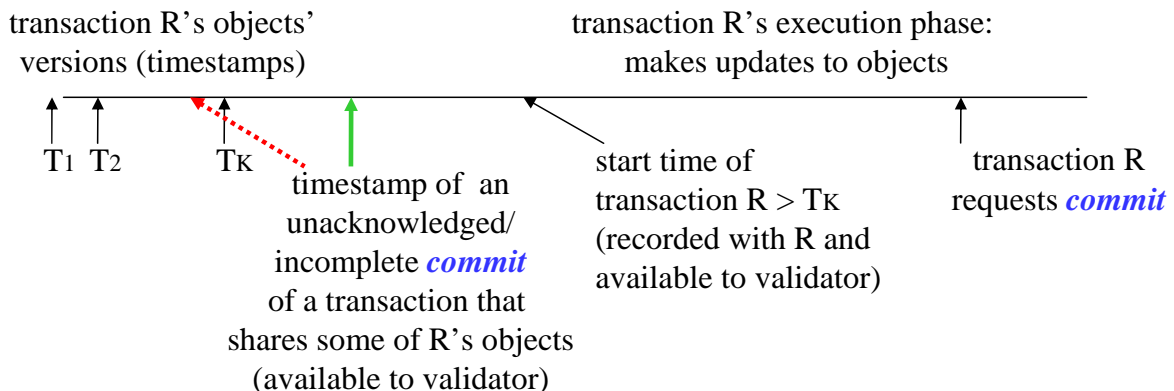 transaction R's objects'
versions (timestamps)
transaction R's execution phase:
makes updates to objects
T1
T2
TK
timestamp of an
unacknowledged/
incomplete commit
of a transaction that
shares some of R's objects
(available to validator)
start time of
transaction R > TK
(recorded with R and
available to validator)
transaction R
requests commit